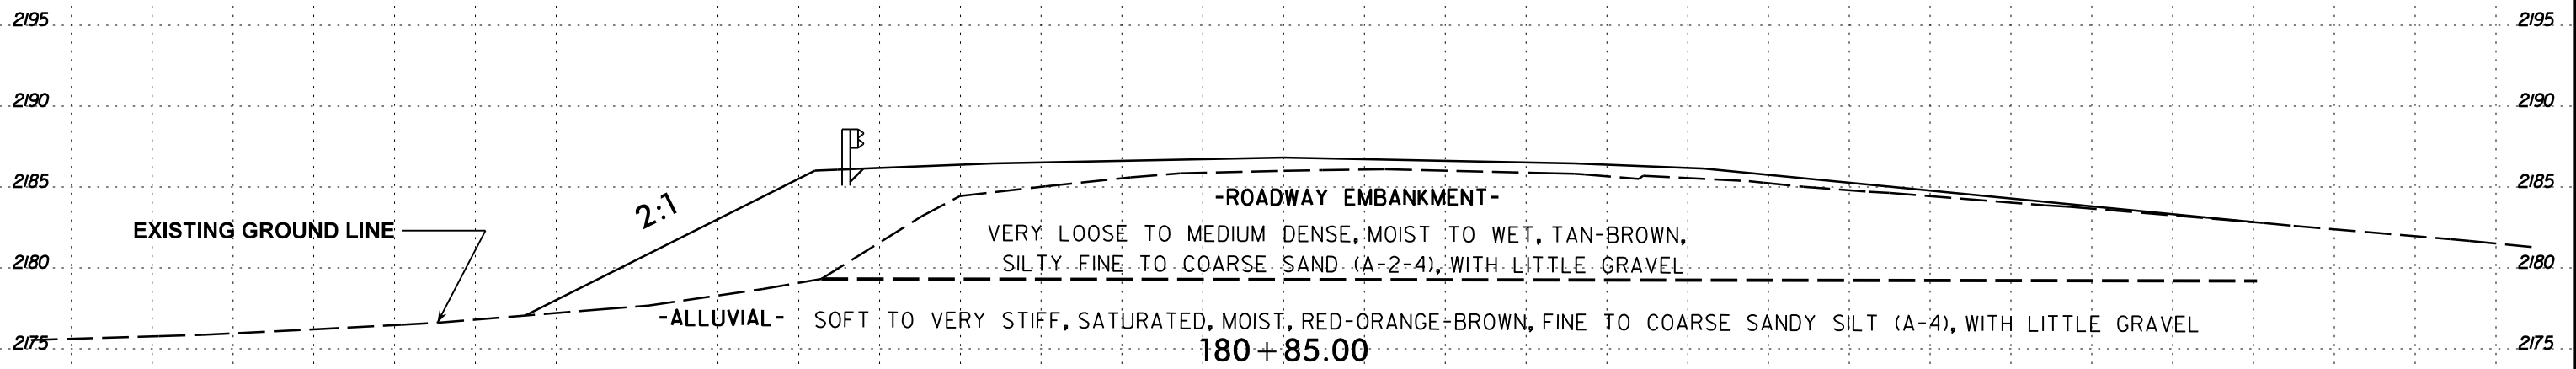 2195 2195
2190 2190
2185 2185
2:1
-ROADWAY EMBANKMENT-
EXISTING GROUND LINE
VERY LOOSE TO MEDIUM DENSE, MOIST TO WET, TAN-BROWN,
SILTY FINE TO COARSE SAND (A-2-4), WITH LITTLE GRAVEL
2180 2180
-ALLUVIAL- SOFT TO VERY STIFF, SATURATED, MOIST, RED-ORANGE-BROWN, FINE TO COARSE SANDY SILT (A-4), WITH LITTLE GRAVEL
2175 2175
180+85.00